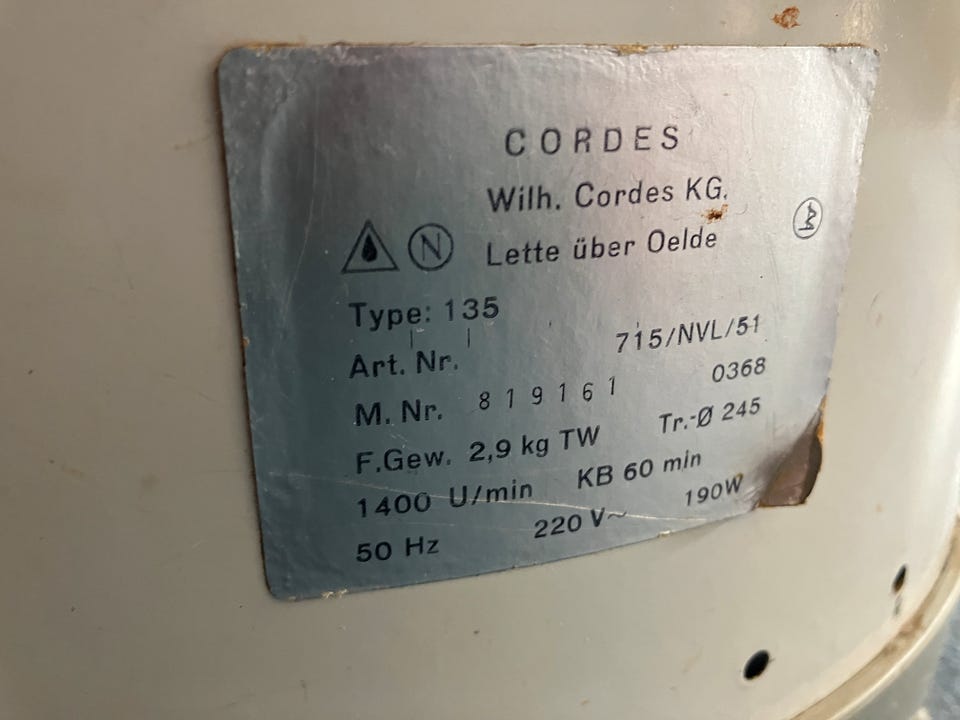 CORDES
Wilh. Cordes KG.
N Lette über Oelde
Type: 135
Art. Nr. 715/NVL/51
M. Nr. 819161 0368
F.Gew. 2,9 kg TW Tr.-Ø 245
1400 U/min KB 60 min
50 Hz 220 V~ 190W